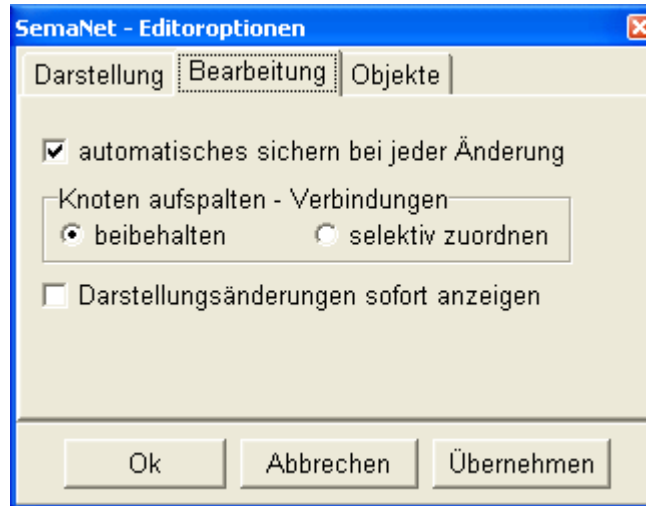 SemaNet - Editoroptionen
Darstellung Bearbeitung Objekte
automatisches sichern bei jeder Änderung
Knoten aufspalten - Verbindungen
beibehalten selektiv zuordnen
Darstellungsänderungen sofort anzeigen
Ok Abbrechen Übernehmen